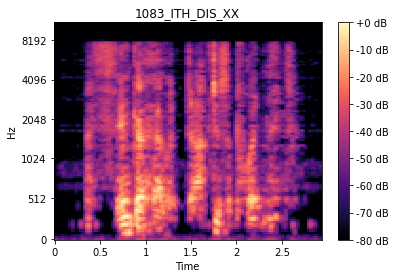 1083_ITH_DIS_XX
+0 dB
8192
-10 dB
4096
-20 dB
-30 dB
2048
Hz
-40 dB
1024
-50 dB
512
-60 dB
-70 dB
0
-80 dB
0 0.5 1 1.5 2 2.5
Time